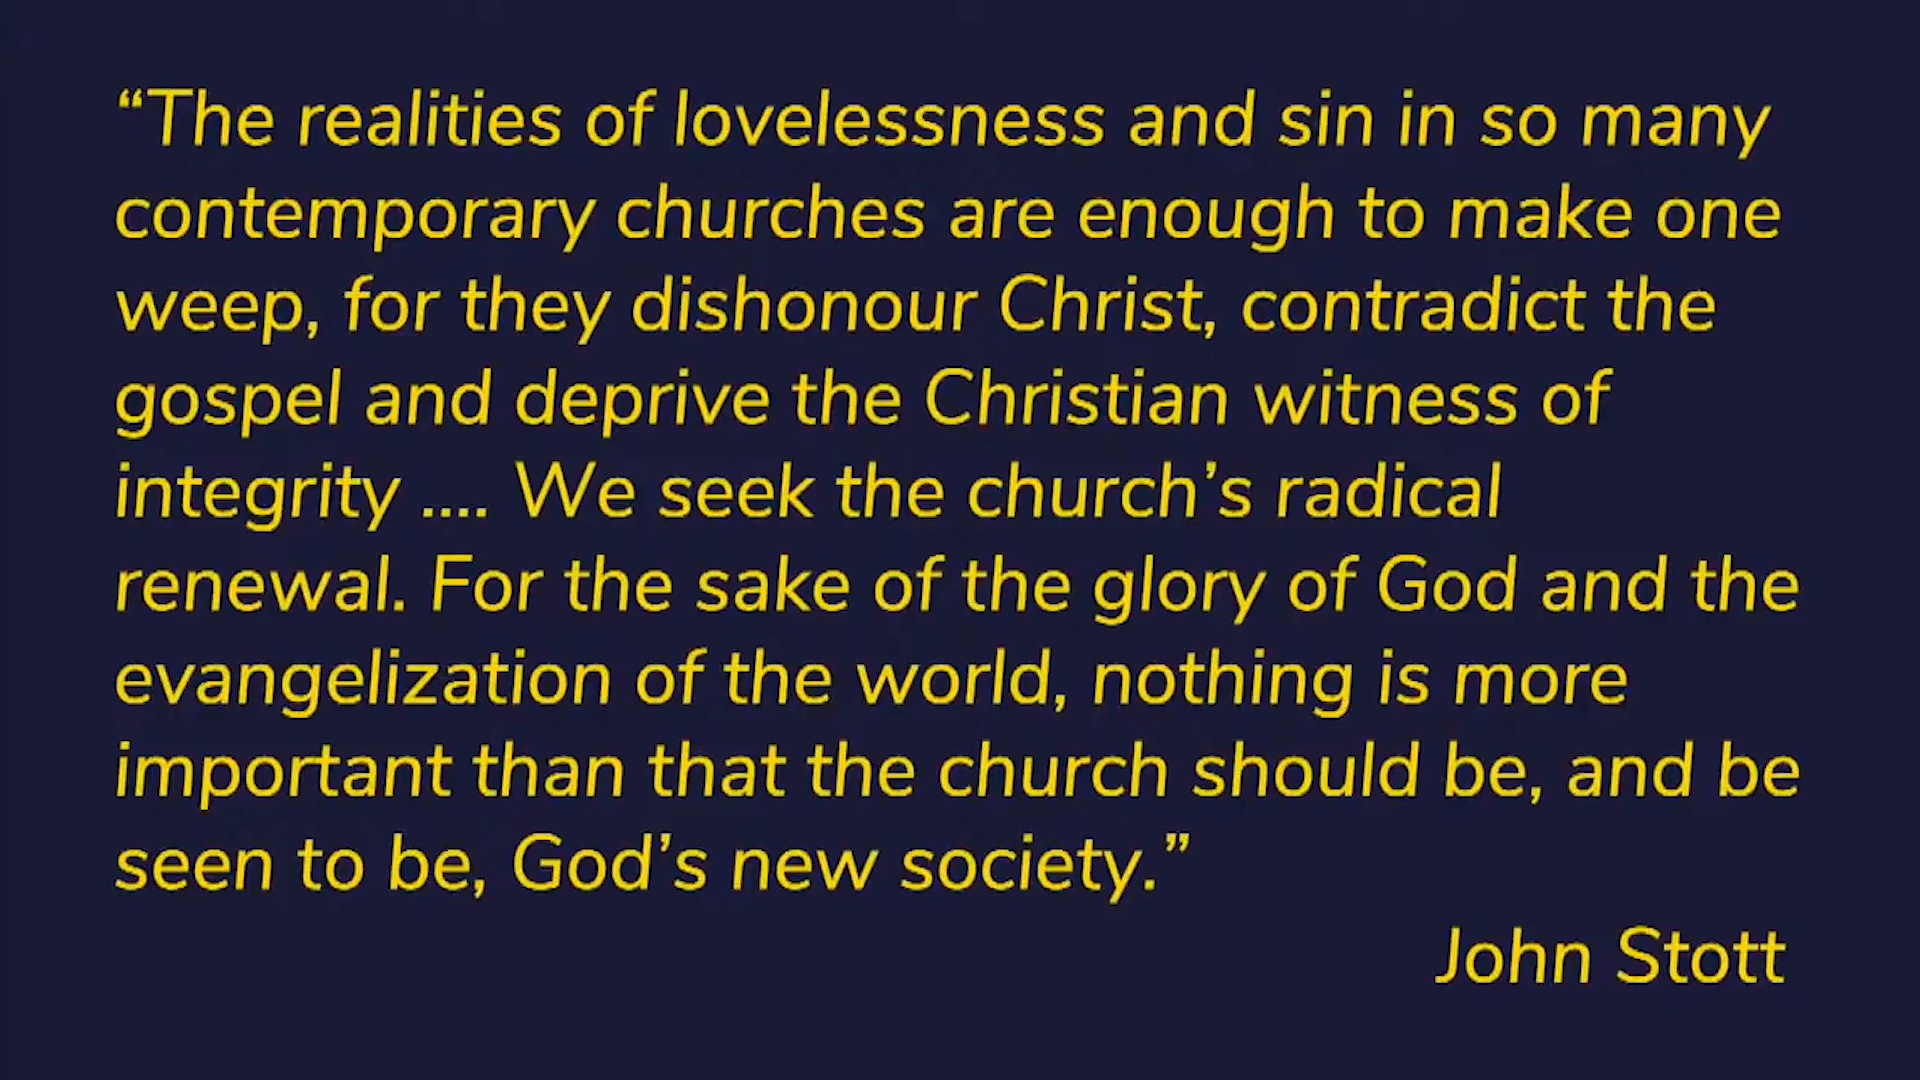 “The realities of lovelessness and sin in so many
contemporary churches are enough to make one
weep, for they dishonour Christ, contradict the
gospel and deprive the Christian witness of
integrity .... We seek the church’s radical
renewal. For the sake of the glory of God and the
evangelization of the world, nothing is more
important than that the church should be, and be
seen to be, God’s new society.”
John Stott